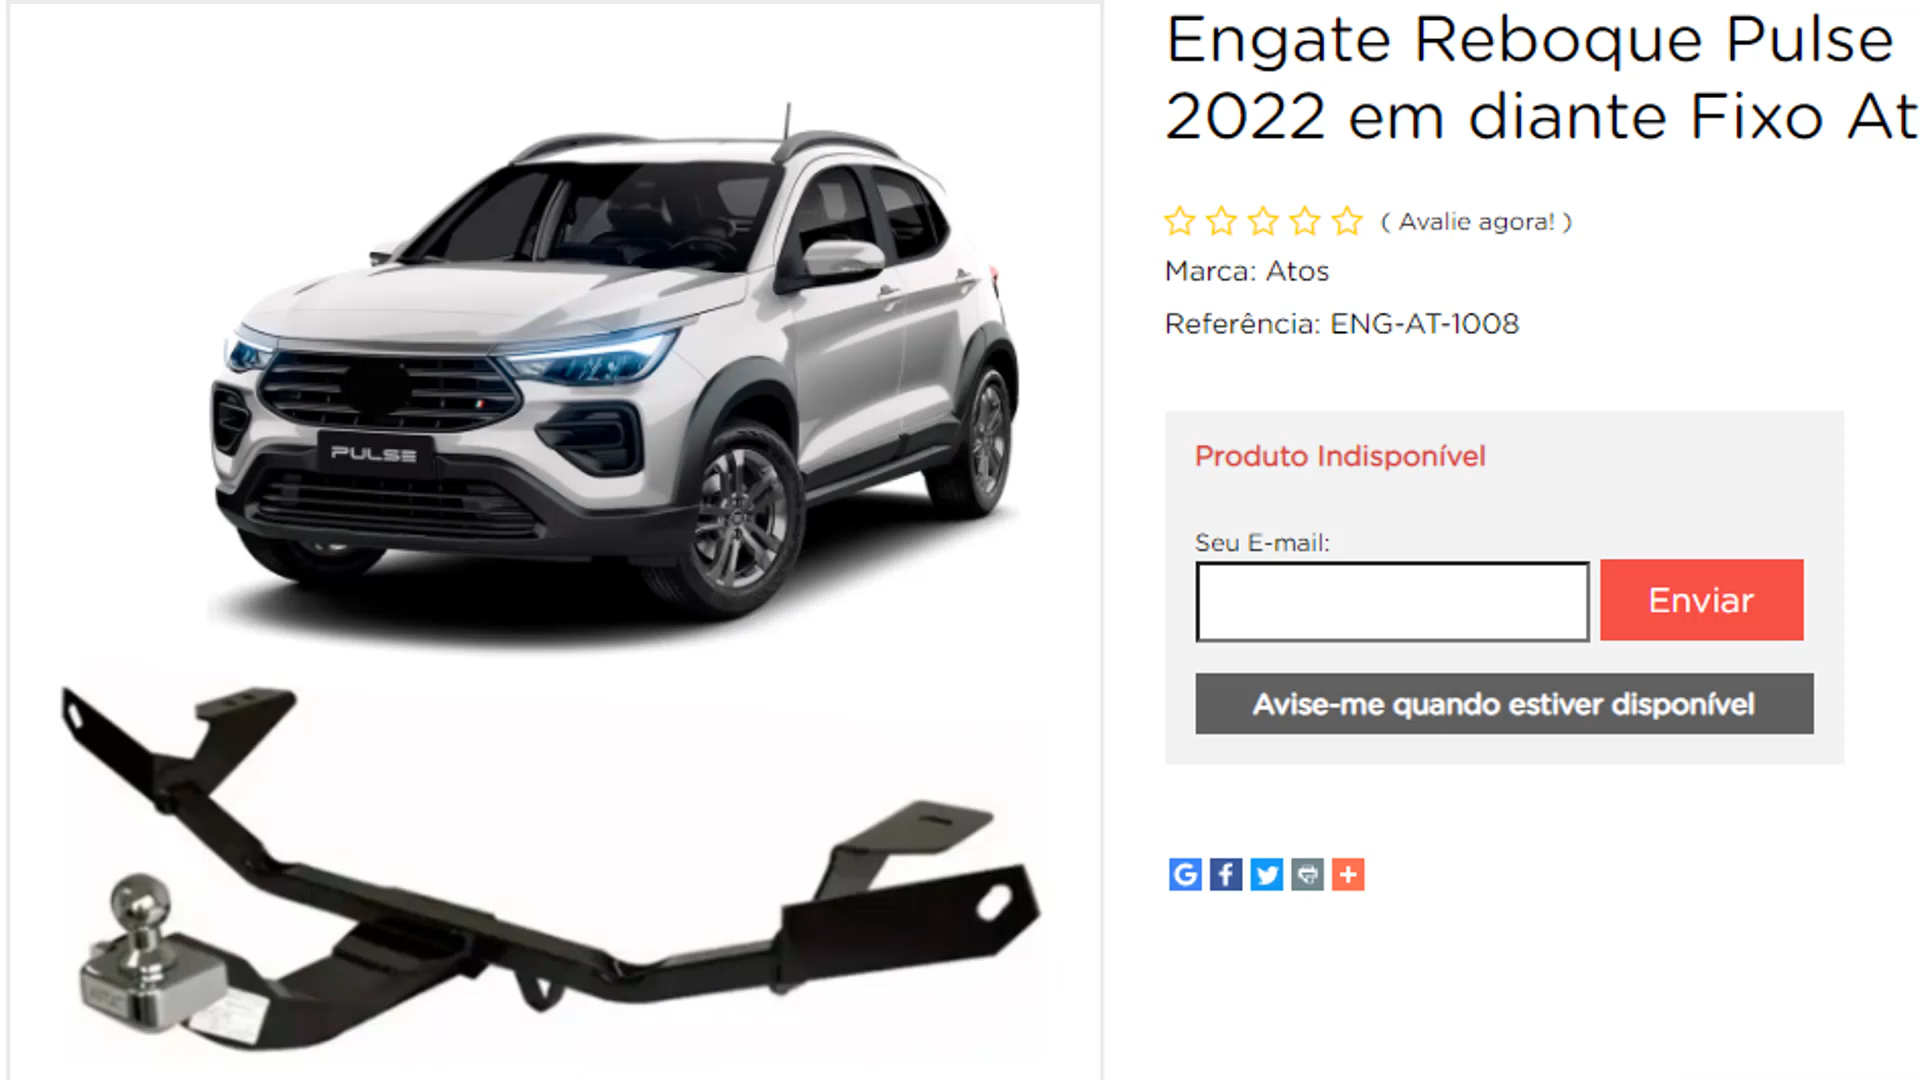 Engate Reboque Pulse
2022 em diante Fixo At
( Avalie agora! )
Marca: Atos
Referência: ENG-AT-1008
Produto Indisponível
Seu E-mail:
Enviar
Avise-me quando estiver disponível
PULSE